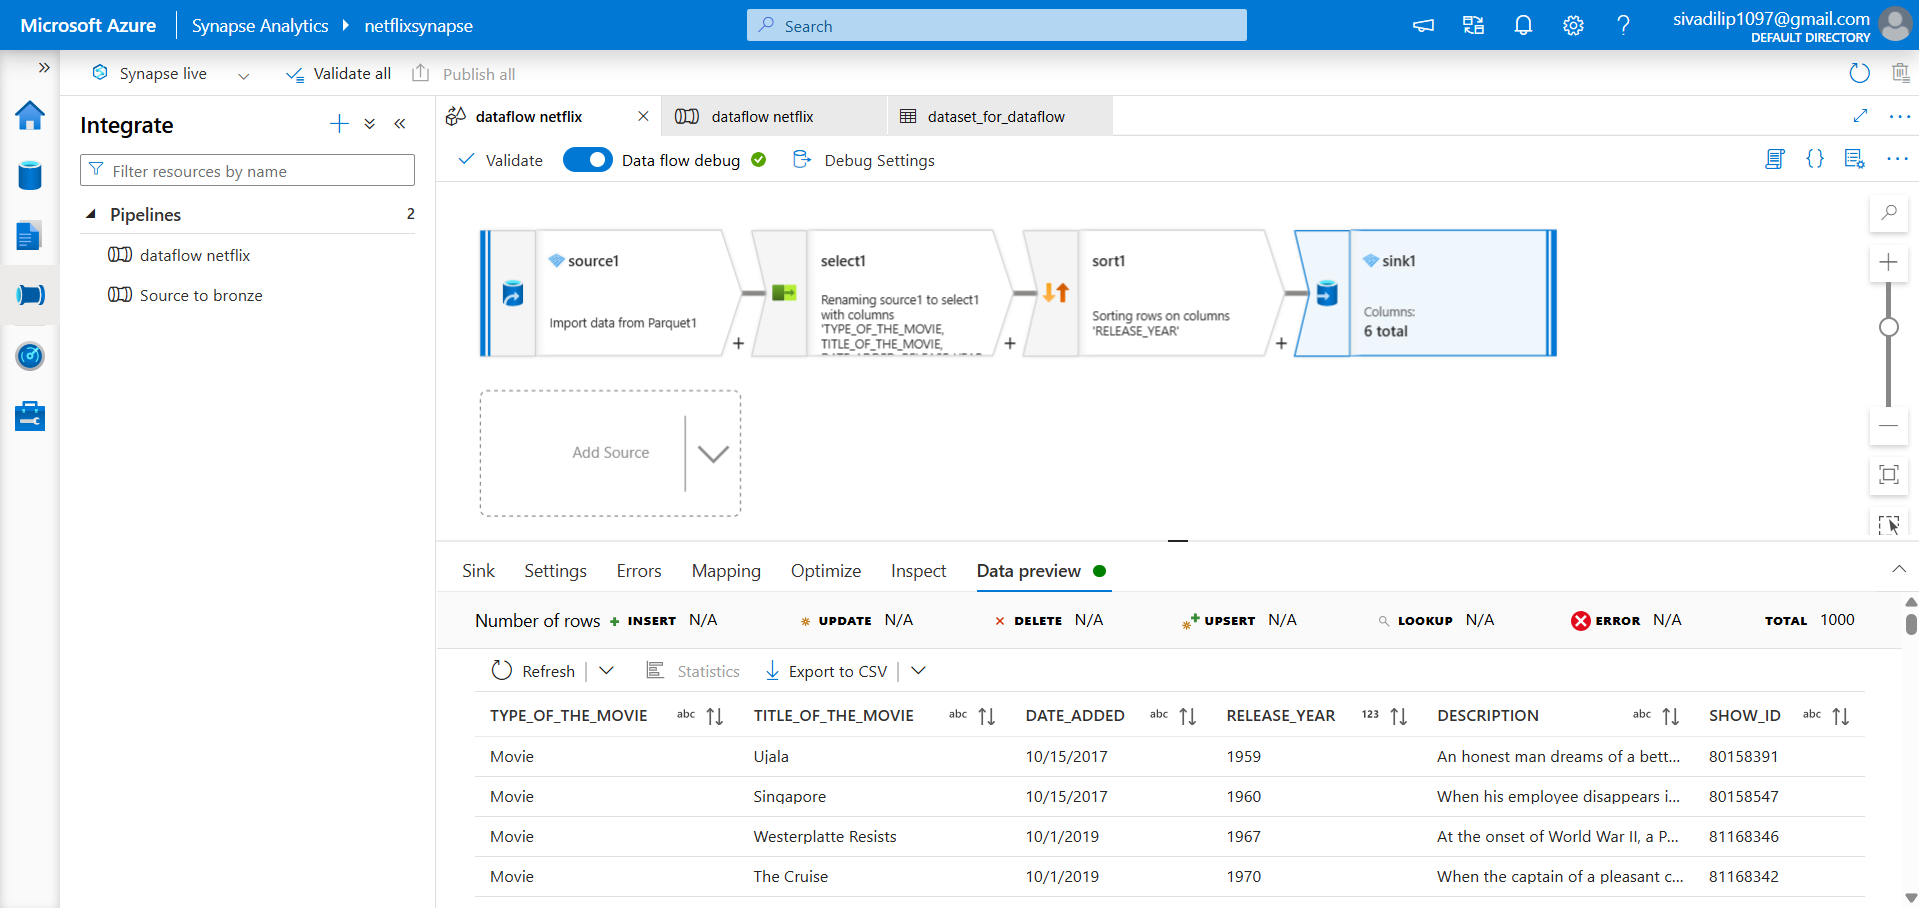 Microsoft Azure
Synapse Analytics
netflixsynapse
Search
sivadilip1097@gmail.com
DEFAULT DIRECTORY
Synapse live
Validate all
Publish all
Integrate
Filter resources by name
Pipelines 2
dataflow netflix
Source to bronze
dataflow netflix
dataflow netflix
dataset_for_dataflow
Validate
Data flow debug
Debug Settings
source1
Import data from Parquet1
select1
Renaming source1 to select1
with columns
'TYPE_OF_THE_MOVIE,
TITLE_OF_THE_MOVIE,
DATE_ADDED, RELEASE_YEAR
sort1
Sorting rows on columns
'RELEASE_YEAR'
sink1
Columns:
6 total
Add Source
Sink Settings Errors Mapping Optimize Inspect Data preview
Number of rows INSERT N/A UPDATE N/A DELETE N/A UPSERT N/A LOOKUP N/A ERROR N/A TOTAL 1000
Refresh Statistics Export to CSV
TYPE_OF_THE_MOVIE abc TITLE_OF_THE_MOVIE abc DATE_ADDED abc RELEASE_YEAR 123 DESCRIPTION abc SHOW_ID abc
Movie Ujala 10/15/2017 1959 An honest man dreams of a bett... 80158391
Movie Singapore 10/15/2017 1960 When his employee disappears i... 80158547
Movie Westerplatte Resists 10/1/2019 1967 At the onset of World War II, a P... 81168346
Movie The Cruise 10/1/2019 1970 When the captain of a pleasant c... 81168342